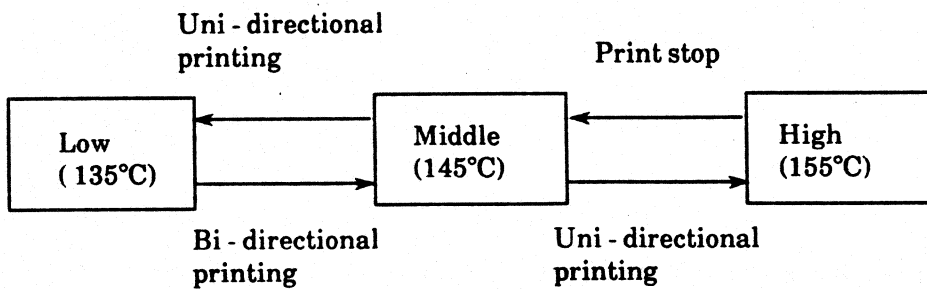 Uni - directional
printing
Print stop
Low
( 135°C)
Middle
(145°C)
High
(155°C)
Bi - directional
printing
Uni - directional
printing